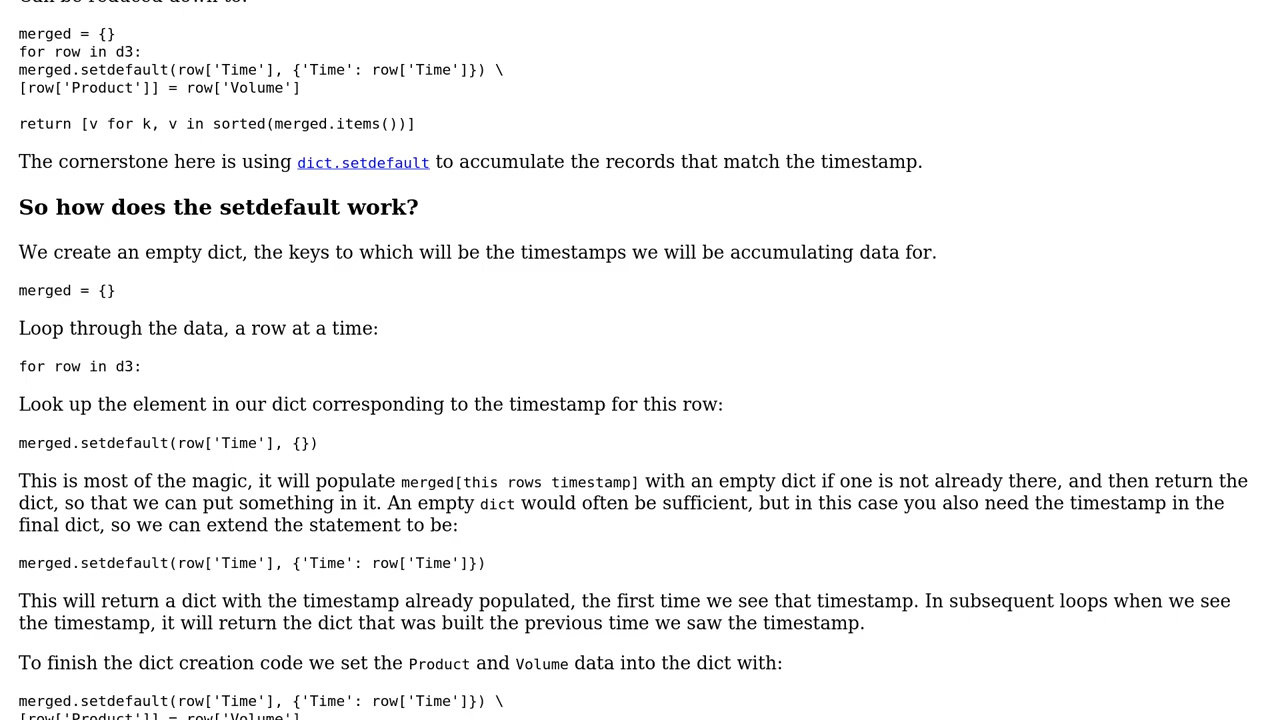 Can be reduced down to:
merged = {}
for row in d3:
merged.setdefault(row['Time'], {'Time': row['Time']}) \
[row['Product']] = row['Volume']
return [v for k, v in sorted(merged.items())]
The cornerstone here is using dict.setdefault to accumulate the records that match the timestamp.
So how does the setdefault work?
We create an empty dict, the keys to which will be the timestamps we will be accumulating data for.
merged = {}
Loop through the data, a row at a time:
for row in d3:
Look up the element in our dict corresponding to the timestamp for this row:
merged.setdefault(row['Time'], {})
This is most of the magic, it will populate merged[this rows timestamp] with an empty dict if one is not already there, and then return the
dict, so that we can put something in it. An empty dict would often be sufficient, but in this case you also need the timestamp in the
final dict, so we can extend the statement to be:
merged.setdefault(row['Time'], {'Time': row['Time']})
This will return a dict with the timestamp already populated, the first time we see that timestamp. In subsequent loops when we see
the timestamp, it will return the dict that was built the previous time we saw the timestamp.
To finish the dict creation code we set the Product and Volume data into the dict with:
merged.setdefault(row['Time'], {'Time': row['Time']}) \
[row['Product']] = row['Volume']